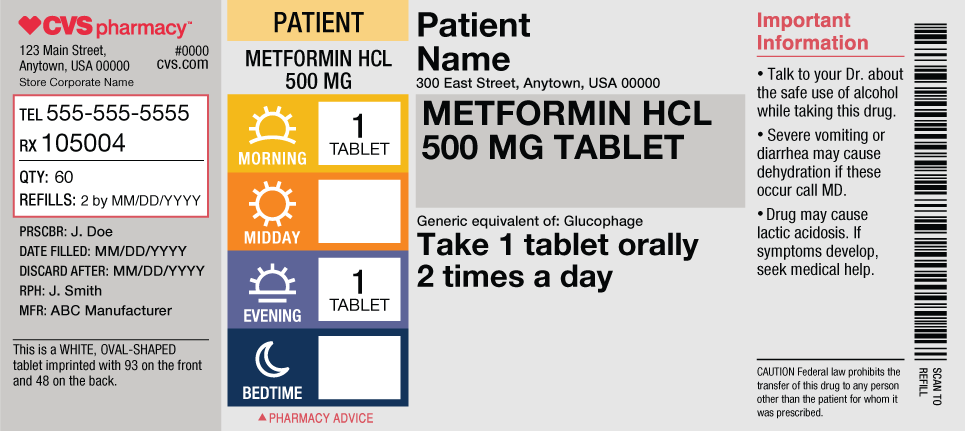 CVS pharmacy™
123 Main Street, #0000
Anytown, USA 00000 cvs.com
Store Corporate Name
TEL 555-555-5555
RX 105004
QTY: 60
REFILLS: 2 by MM/DD/YYYY
PRSCBR: J. Doe
DATE FILLED: MM/DD/YYYY
DISCARD AFTER: MM/DD/YYYY
RPH: J. Smith
MFR: ABC Manufacturer
This is a WHITE, OVAL-SHAPED
tablet imprinted with 93 on the front
and 48 on the back.
PATIENT
METFORMIN HCL
500 MG
MORNING
1
TABLET
MIDDAY
EVENING
1
TABLET
BEDTIME
▲ PHARMACY ADVICE
Patient
Name
300 East Street, Anytown, USA 00000
METFORMIN HCL
500 MG TABLET
Generic equivalent of: Glucophage
Take 1 tablet orally
2 times a day
Important
Information
• Talk to your Dr. about
the safe use of alcohol
while taking this drug.
• Severe vomiting or
diarrhea may cause
dehydration if these
occur call MD.
• Drug may cause
lactic acidosis. If
symptoms develop,
seek medical help.
CAUTION Federal law prohibits the
transfer of this drug to any person
other than the patient for whom it
was prescribed.
SCAN TO
REFILL